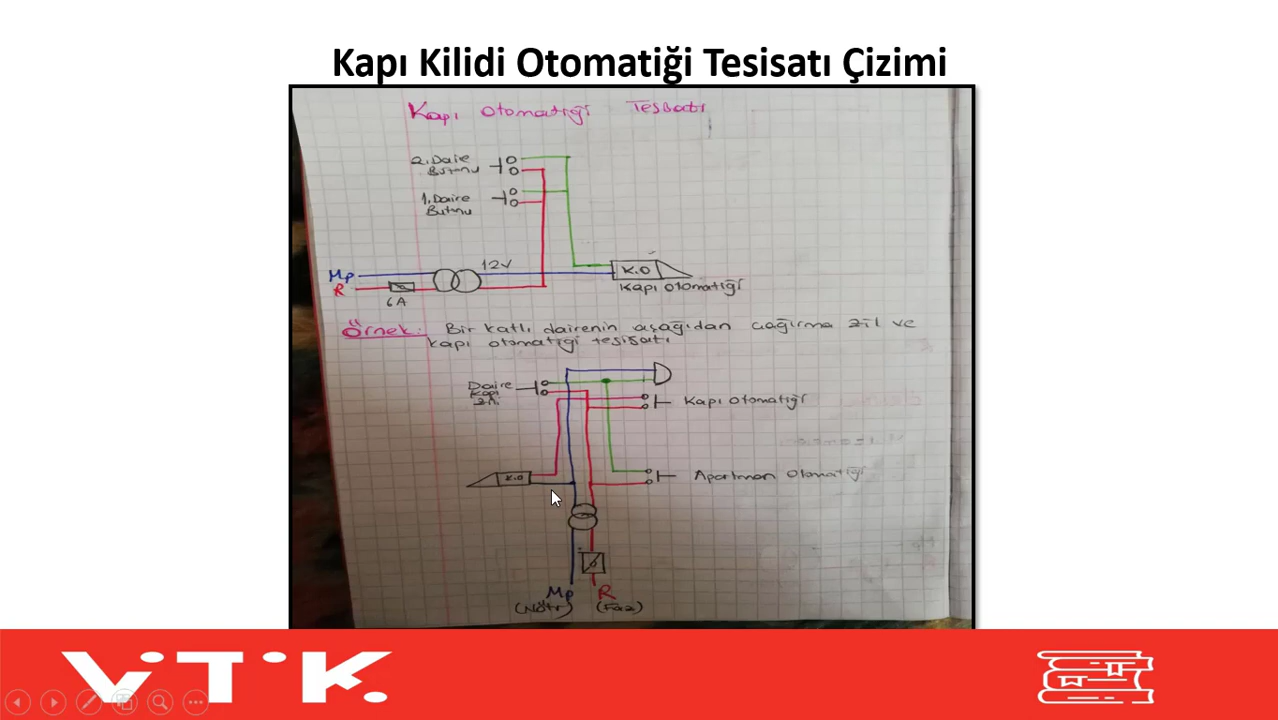 Kapı Kilidi Otomatiği Tesisatı Çizimi
Kapı Otomatiği Tesisatı
2. Daire
Butonu
1. Daire
Butonu
Mp
R
6A
12V
K.O
Kapı Otomatiği
Örnek: Bir katlı dairenin aşağıdan çağırma zil ve
kapı otomatiği tesisatı
Daire
Kapı
Kapı Otomatiği
K.O
Apartman Otomatiği
Mp R
(Nötr) (Faz)
VTK